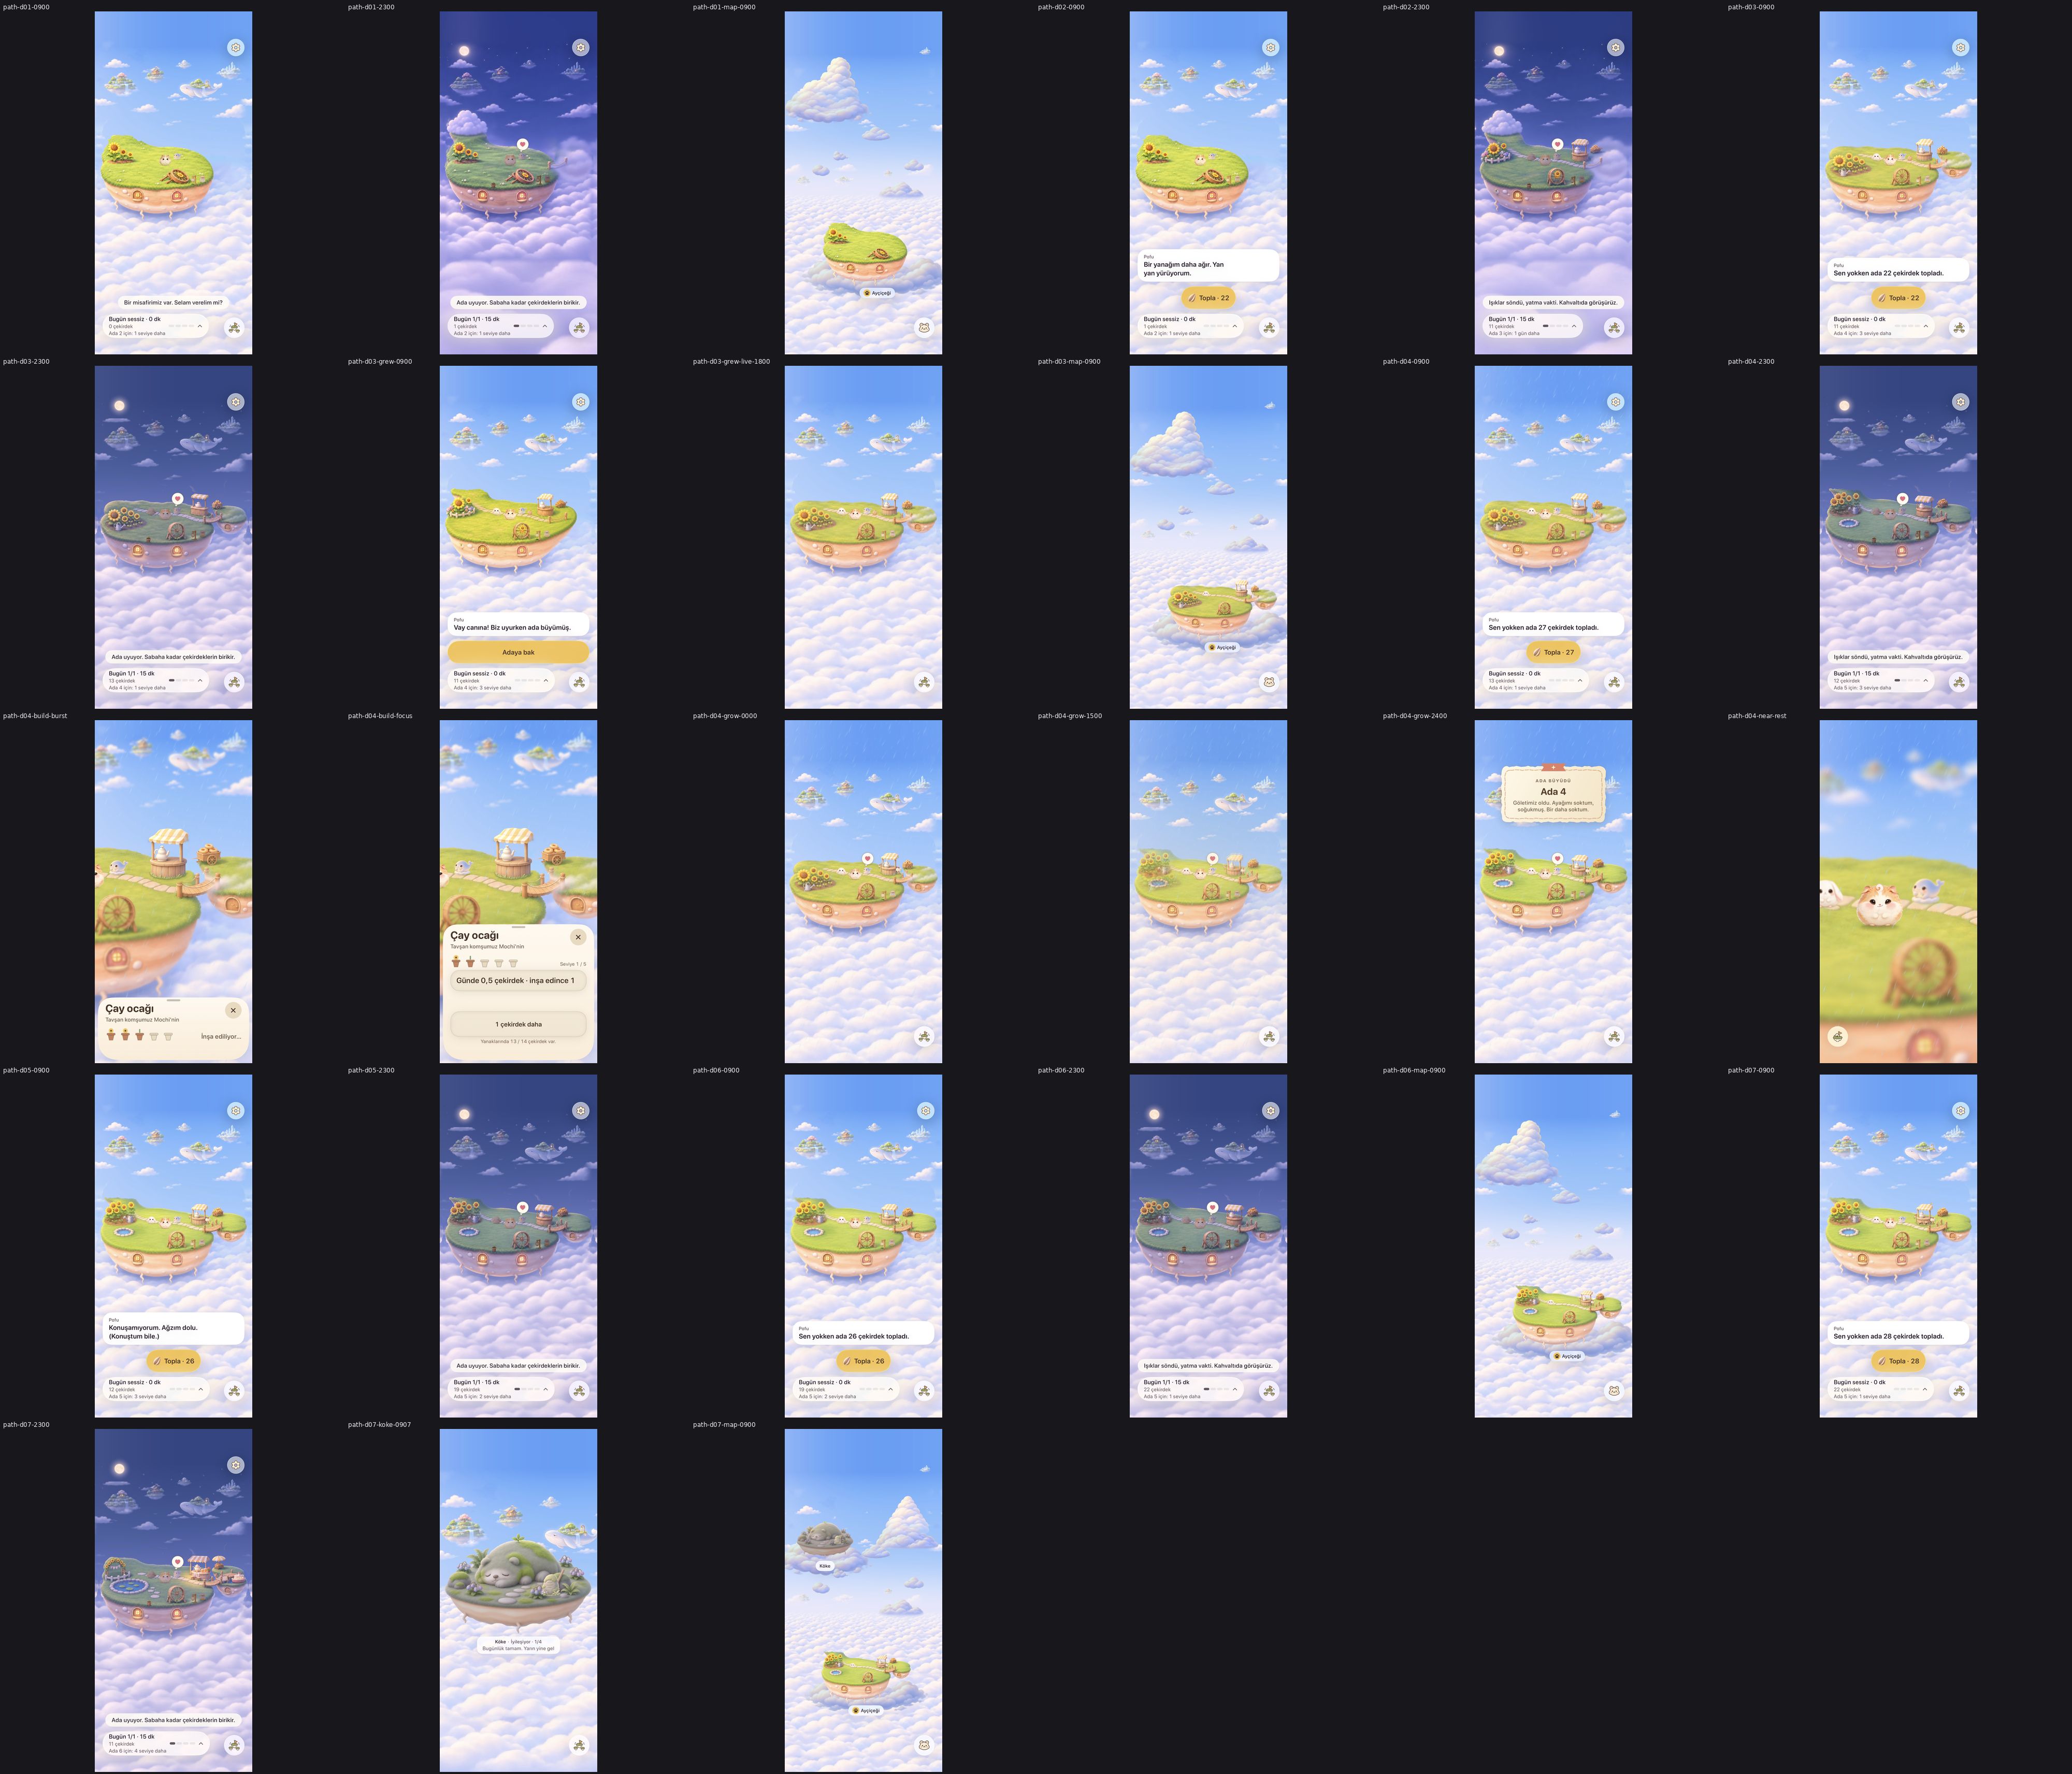 path-d01-0900
Bir misafirimiz var. Selam verelim mi?
Bugün sessiz · 0 dk
0 çekirdek
Ada 2 için: 1 seviye daha
path-d01-2300
Ada uyuyor. Sabaha kadar çekirdeklerin birikir.
Bugün 1/1 · 15 dk
1 çekirdek
Ada 2 için: 1 seviye daha
path-d01-map-0900
Ayçiçeği
path-d02-0900
Pofu
Bir yanağım daha ağır. Yan
yan yürüyorum.
Topla · 22
Bugün sessiz · 0 dk
1 çekirdek
Ada 2 için: 1 seviye daha
path-d02-2300
Işıklar söndü, yatma vakti. Kahvaltıda görüşürüz.
Bugün 1/1 · 15 dk
11 çekirdek
Ada 3 için: 1 gün daha
path-d03-0900
Pofu
Sen yokken ada 22 çekirdek topladı.
Topla · 22
Bugün sessiz · 0 dk
11 çekirdek
Ada 4 için: 3 seviye daha
path-d03-2300
Ada uyuyor. Sabaha kadar çekirdeklerin birikir.
Bugün 1/1 · 15 dk
13 çekirdek
Ada 4 için: 1 seviye daha
path-d03-grew-0900
Pofu
Vay canına! Biz uyurken ada büyümüş.
Adaya bak
Bugün sessiz · 0 dk
11 çekirdek
Ada 4 için: 3 seviye daha
path-d03-grew-live-1800
path-d03-map-0900
Ayçiçeği
path-d04-0900
Pofu
Sen yokken ada 27 çekirdek topladı.
Topla · 27
Bugün sessiz · 0 dk
13 çekirdek
Ada 4 için: 1 seviye daha
path-d04-2300
Işıklar söndü, yatma vakti. Kahvaltıda görüşürüz.
Bugün 1/1 · 15 dk
12 çekirdek
Ada 5 için: 3 seviye daha
path-d04-build-burst
Çay ocağı
Tavşan komşumuz Mochi'nin
İnşa ediliyor...
path-d04-build-focus
Çay ocağı
Tavşan komşumuz Mochi'nin
Seviye 1 / 5
Günde 0,5 çekirdek · inşa edince 1
1 çekirdek daha
Yanaklarında 13 / 14 çekirdek var.
path-d04-grow-0000
path-d04-grow-1500
path-d04-grow-2400
ADA BÜYÜDÜ
Ada 4
Göletimiz oldu. Ayağımı soktum,
soğukmuş. Bir daha soktum.
path-d04-near-rest
path-d05-0900
Pofu
Konuşamıyorum. Ağzım dolu.
(Konuştum bile.)
Topla · 26
Bugün sessiz · 0 dk
12 çekirdek
Ada 5 için: 3 seviye daha
path-d05-2300
Ada uyuyor. Sabaha kadar çekirdeklerin birikir.
Bugün 1/1 · 15 dk
19 çekirdek
Ada 5 için: 2 seviye daha
path-d06-0900
Pofu
Sen yokken ada 26 çekirdek topladı.
Topla · 26
Bugün sessiz · 0 dk
19 çekirdek
Ada 5 için: 2 seviye daha
path-d06-2300
Işıklar söndü, yatma vakti. Kahvaltıda görüşürüz.
Bugün 1/1 · 15 dk
22 çekirdek
Ada 5 için: 1 seviye daha
path-d06-map-0900
Ayçiçeği
path-d07-0900
Pofu
Sen yokken ada 28 çekirdek topladı.
Topla · 28
Bugün sessiz · 0 dk
22 çekirdek
Ada 5 için: 1 seviye daha
path-d07-2300
Ada uyuyor. Sabaha kadar çekirdeklerin birikir.
Bugün 1/1 · 15 dk
11 çekirdek
Ada 6 için: 4 seviye daha
path-d07-koke-0907
Köke · İyileşiyor · 1/4
Bugünlük tamam. Yarın yine gel
path-d07-map-0900
Köke
Ayçiçeği